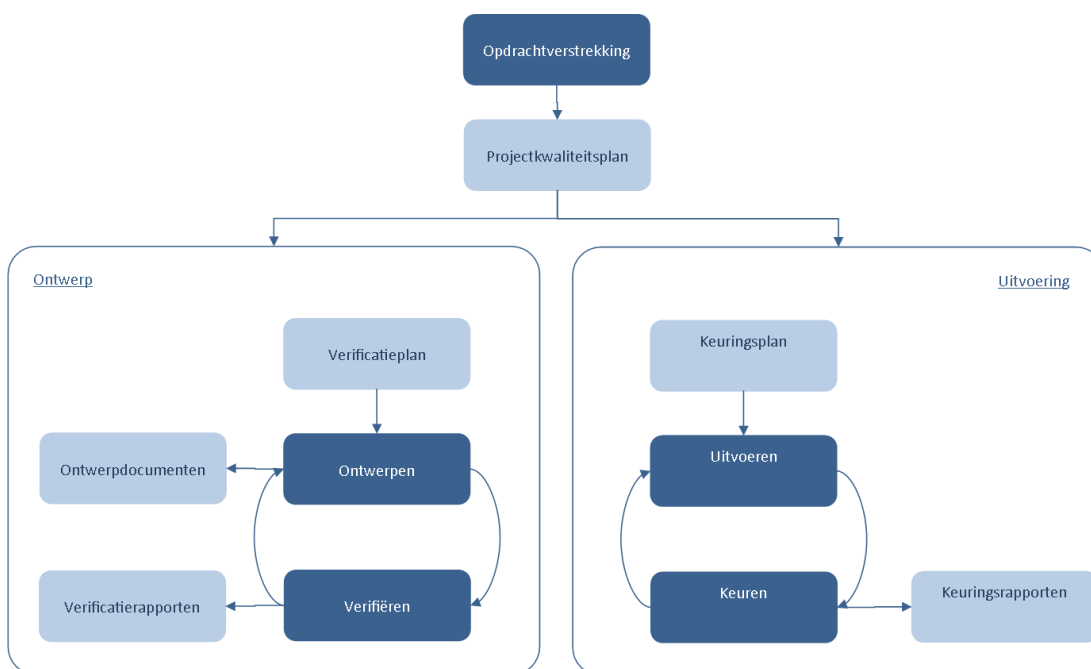 Opdrachtverstrekking
Projectkwaliteitsplan
Ontwerp
Verificatieplan
Ontwerpdocumenten
Ontwerpen
Verificatierapporten
Verifiëren
Uitvoering
Keuringsplan
Uitvoeren
Keuren
Keuringsrapporten